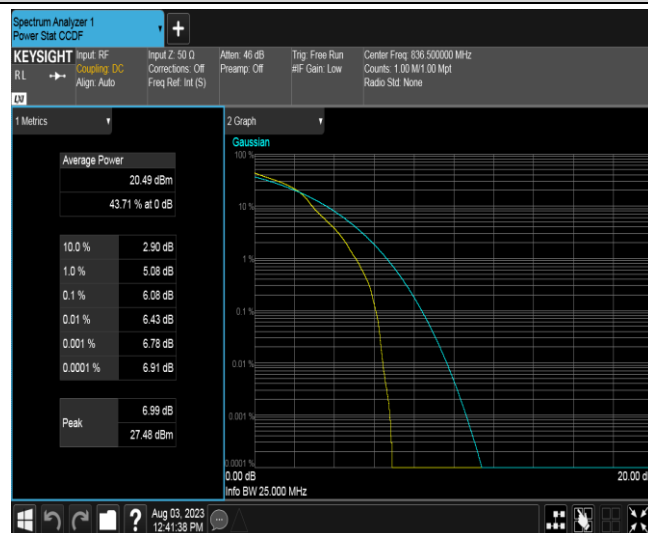 Spectrum Analyzer 1
Power Stat CCDF
+
KEYSIGHT
RL
LXI
Input: RF
Coupling: DC
Align: Auto
Input Z: 50 Ω
Corrections: Off
Freq Ref: Int (S)
Atten: 46 dB
Preamp: Off
Trig: Free Run
#IF Gain: Low
Center Freq: 836.500000 MHz
Counts: 1.00 M/1.00 Mpt
Radio Std: None
1 Metrics
Average Power
20.49 dBm
43.71 % at 0 dB
10.0 % 2.90 dB
1.0 % 5.08 dB
0.1 % 6.08 dB
0.01 % 6.43 dB
0.001 % 6.78 dB
0.0001 % 6.91 dB
Peak
6.99 dB
27.48 dBm
2 Graph
Gaussian
100 %
10 %
1 %
0.1 %
0.01 %
0.001 %
0.0001 %
0.00 dB
20.00 d
Info BW 25.000 MHz
?
Aug 03, 2023
12:41:38 PM